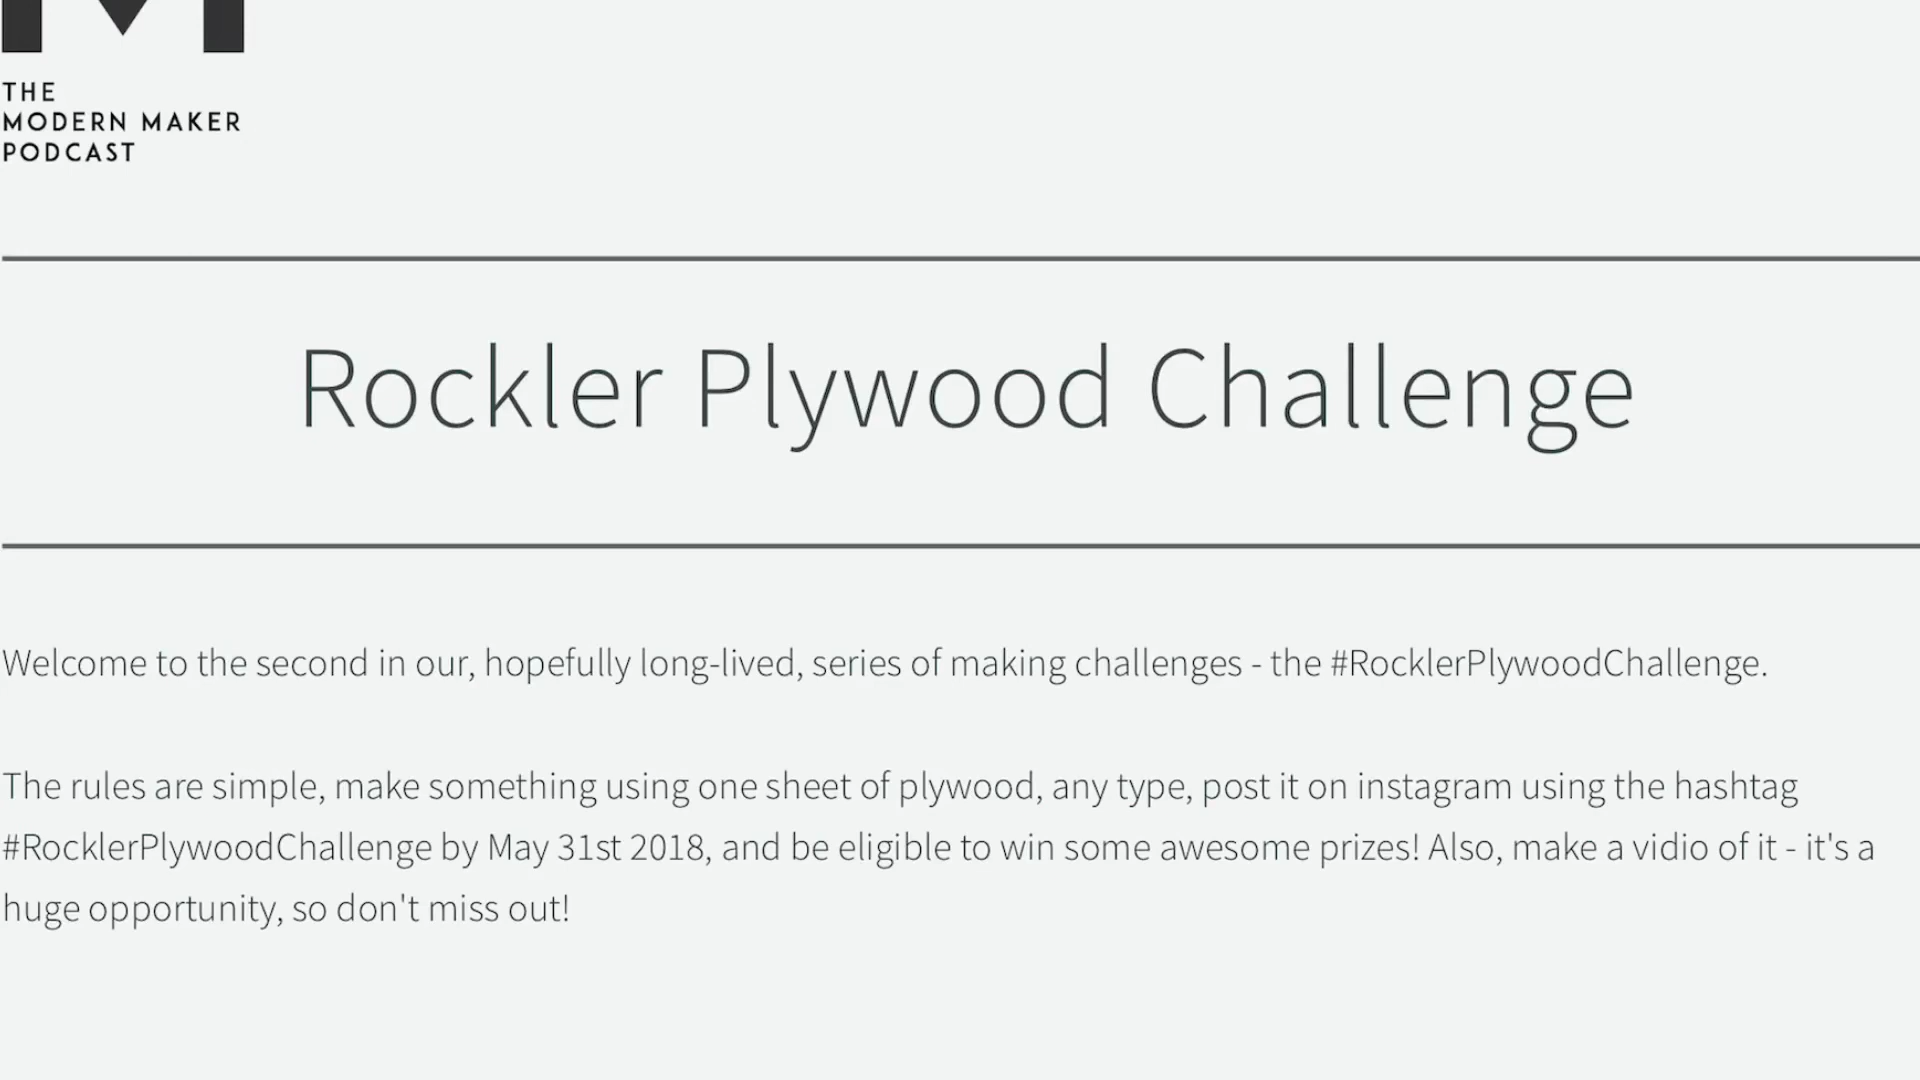 THE
MODERN MAKER
PODCAST
Rockler Plywood Challenge
Welcome to the second in our, hopefully long-lived, series of making challenges - the #RocklerPlywoodChallenge.
The rules are simple, make something using one sheet of plywood, any type, post it on instagram using the hashtag
#RocklerPlywoodChallenge by May 31st 2018, and be eligible to win some awesome prizes! Also, make a vidio of it - it's a
huge opportunity, so don't miss out!